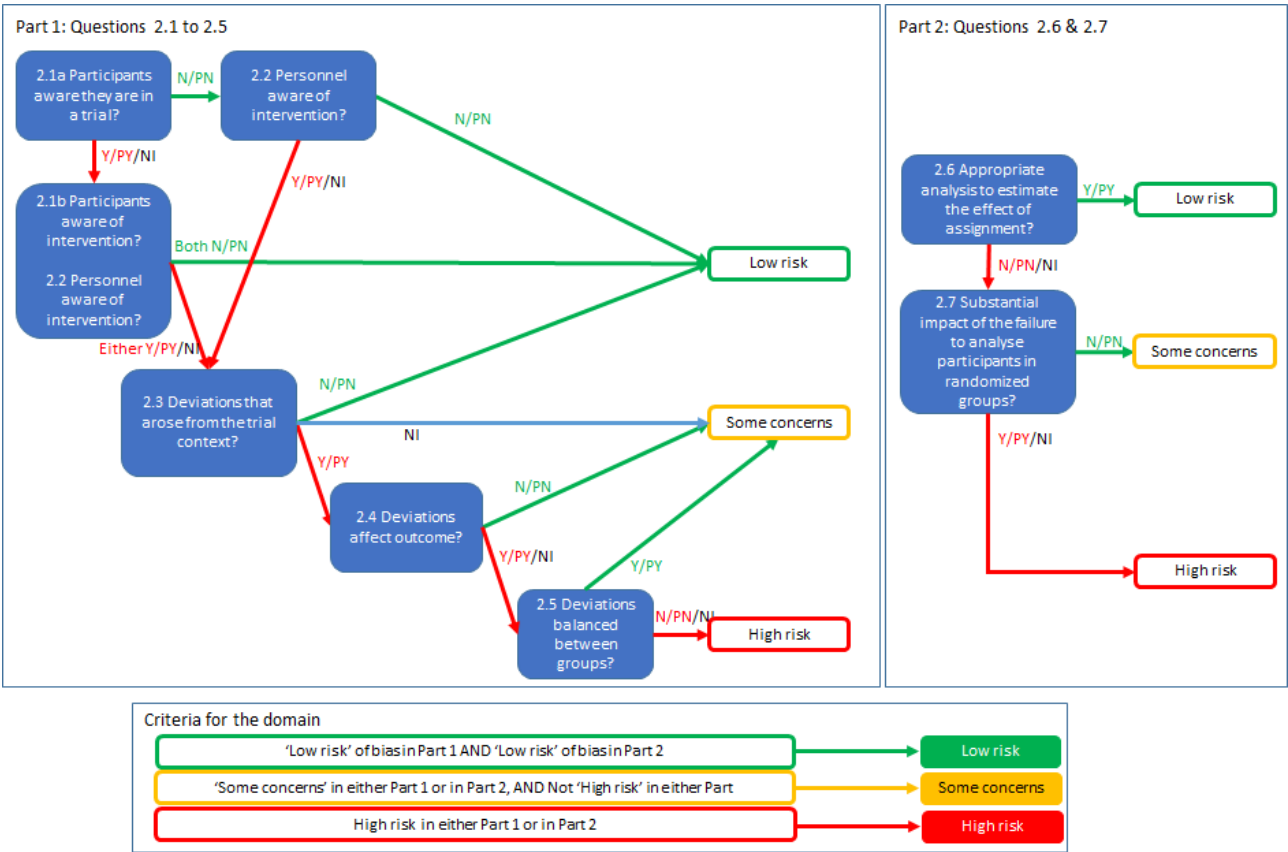 Part 1: Questions 2.1 to 2.5
2.1a Participants
aware they are in
a trial?
N/PN
2.2 Personnel
aware of
intervention?
N/PN
Y/PY/NI
Y/PY/NI
2.1b Participants
aware of
intervention?
2.2 Personnel
aware of
intervention?
Both N/PN
Low risk
Either Y/PY/NI
2.3 Deviations that
arose from the trial
context?
N/PN
NI
Some concerns
Y/PY
2.4 Deviations
affect outcome?
N/PN
Y/PY/NI
Y/PY
2.5 Deviations
balanced
between
groups?
N/PN/NI
High risk
Part 2: Questions 2.6 & 2.7
2.6 Appropriate
analysis to estimate
the effect of
assignment?
Y/PY
Low risk
N/PN/NI
2.7 Substantial
impact of the failure
to analyse
participants in
randomized
groups?
N/PN
Some concerns
Y/PY/NI
High risk
Criteria for the domain
‘Low risk’ of bias in Part 1 AND ‘Low risk’ of bias in Part 2
Low risk
‘Some concerns’ in either Part 1 or in Part 2, AND Not ‘High risk’ in either Part
Some concerns
High risk in either Part 1 or in Part 2
High risk